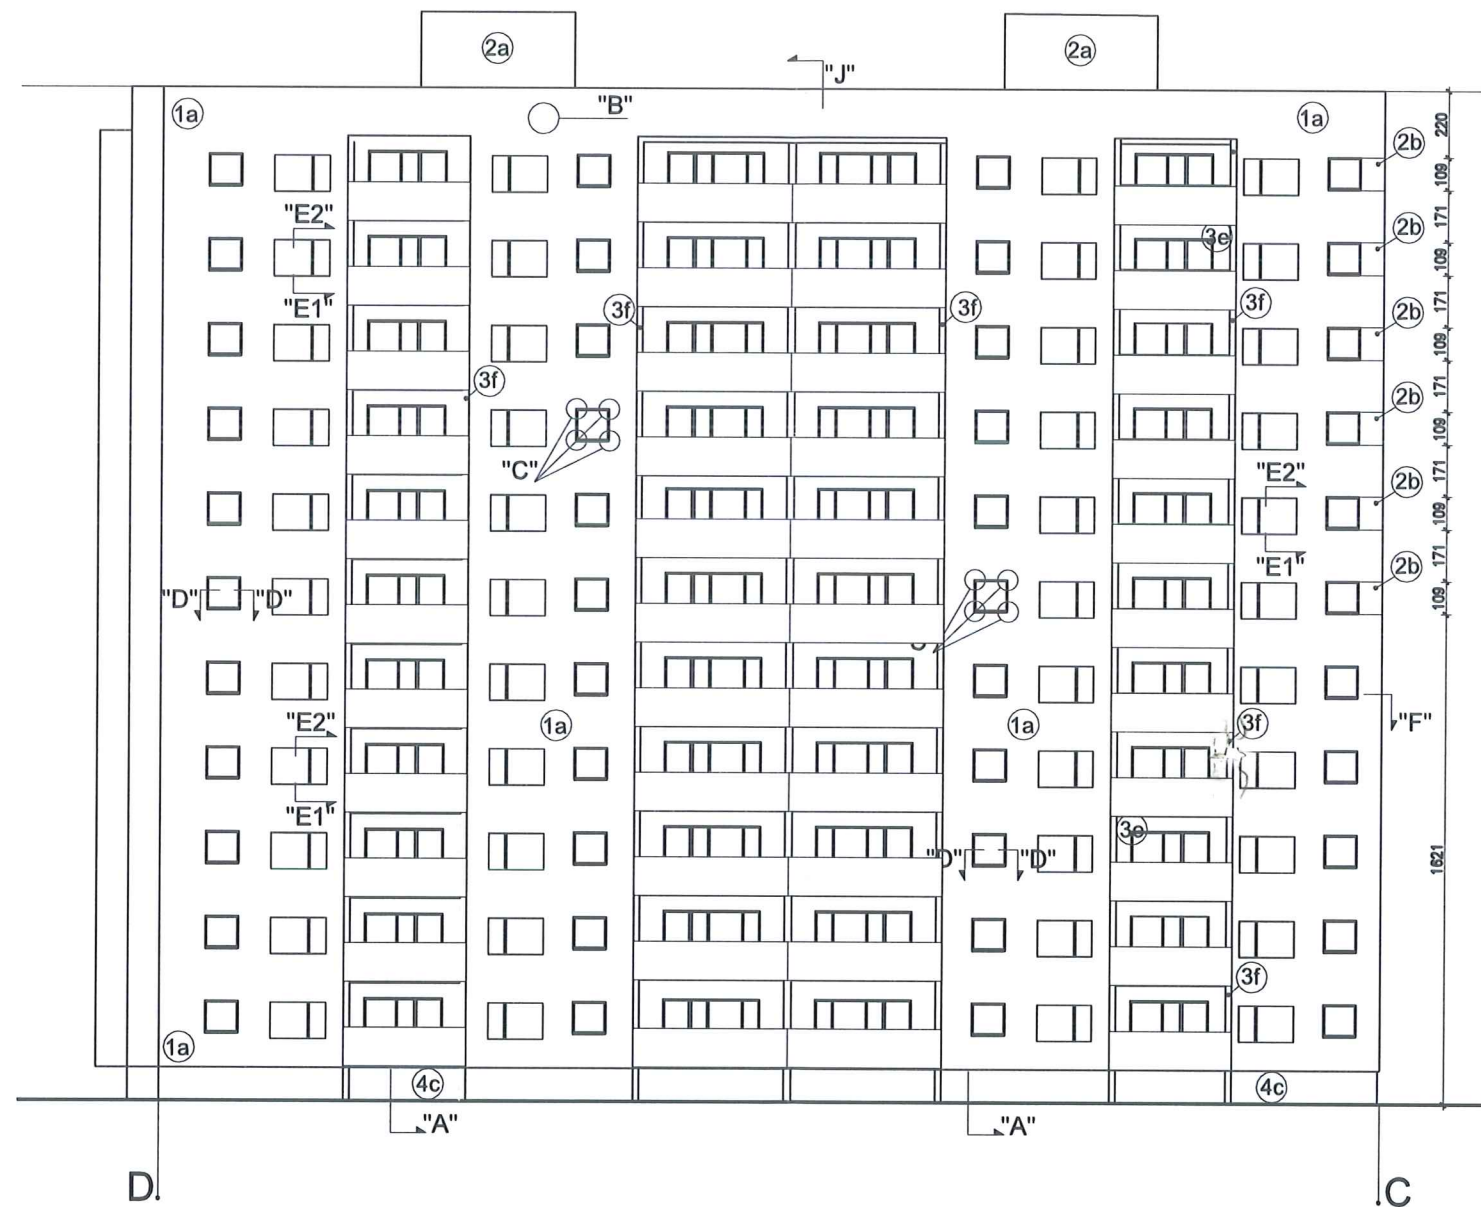 2a
2a
"J"
1a
"B"
1a
220
2b
109
171
"E2"
3e
2b
109
"E1"
171
3f
3f
3f
2b
109
3f
171
2b
109
"C"
171
"E2"
2b
109
"E1"
171
"D"
"D"
2b
109
"E2"
1a
1a
3f
"F"
"E1"
3e
"D"
"D"
1621
3f
1a
4c
4c
"A"
"A"
D
C